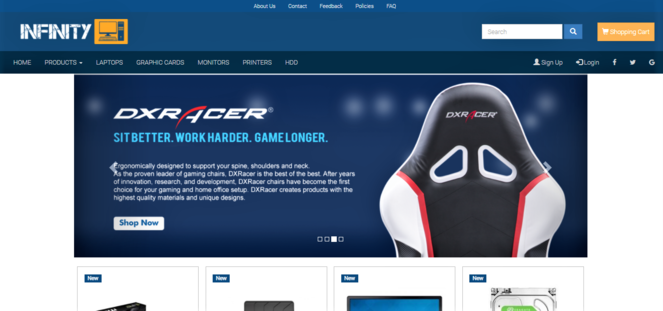 About Us Contact Feedback Policies FAQ
INFINITY
Search
Shopping Cart
HOME PRODUCTS LAPTOPS GRAPHIC CARDS MONITORS PRINTERS HDD Sign Up Login
DXRACER®
DXRACER
SIT BETTER. WORK HARDER. GAME LONGER.
Ergonomically designed to support your spine, shoulders and neck.
As the proven leader of gaming chairs, DXRacer is the best of the best. After years
of innovation, research, and development, DXRacer chairs have become the first
choice for your gaming and home office setup. DXRacer creates products with the
highest quality materials and unique designs.
Shop Now
New New New New